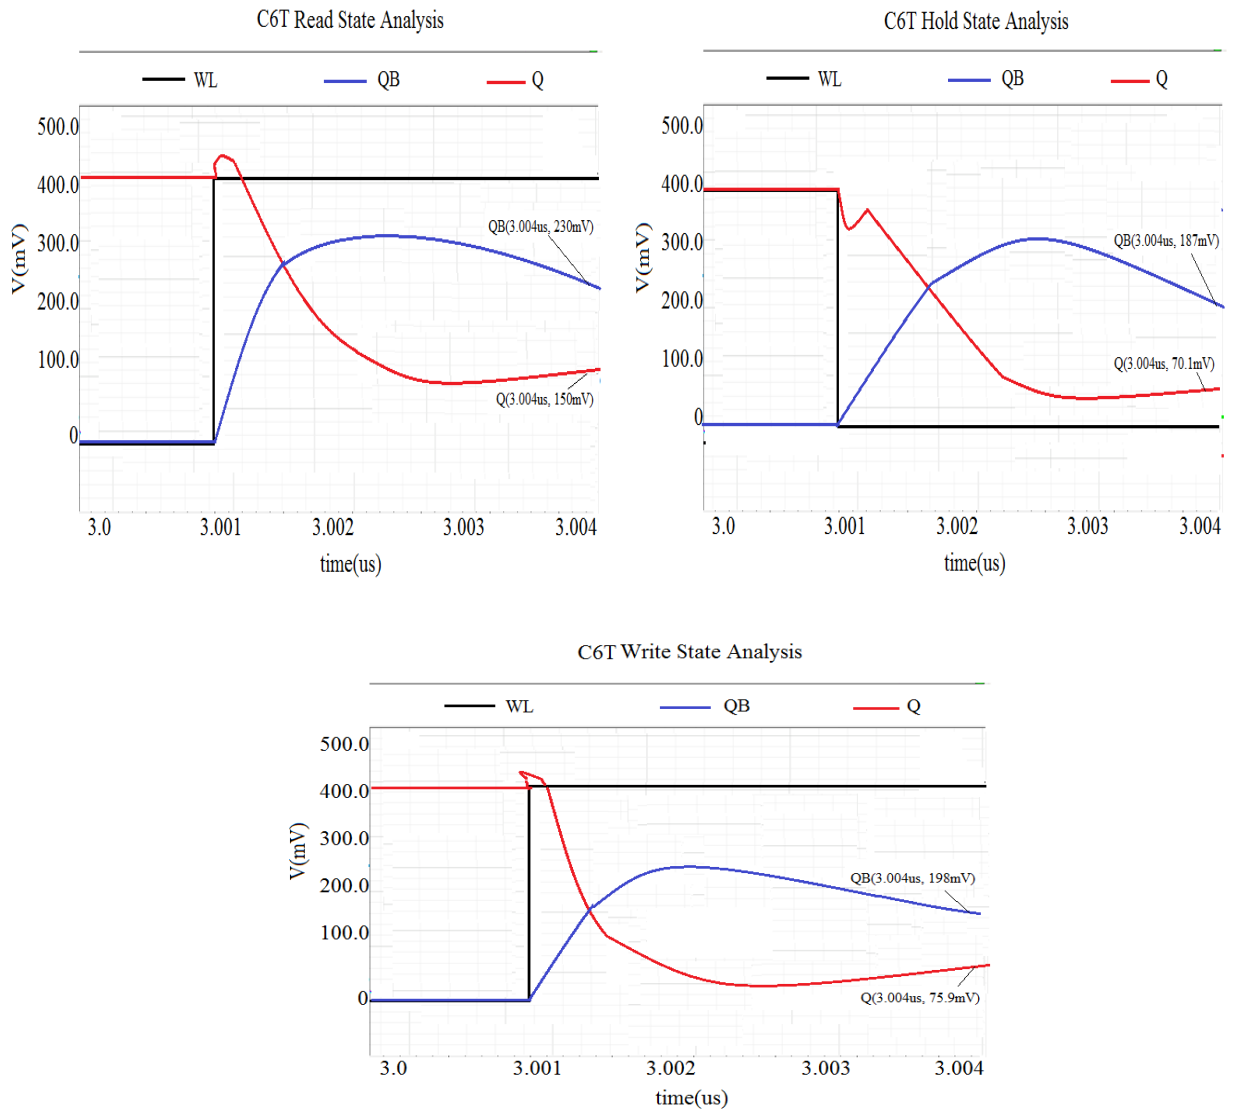 C6T Read State Analysis
WL QB Q
500.0
400.0
300.0
200.0
100.0
0
V(mV)
QB(3.004us, 230mV)
Q(3.004us, 150mV)
3.0 3.001 3.002 3.003 3.004
time(us)
C6T Hold State Analysis
WL QB Q
500.0
400.0
300.0
200.0
100.0
0
V(mV)
QB(3.004us, 187mV)
Q(3.004us, 70.1mV)
3.0 3.001 3.002 3.003 3.004
time(us)
C6T Write State Analysis
WL QB Q
500.0
400.0
300.0
200.0
100.0
0
V(mV)
QB(3.004us, 198mV)
Q(3.004us, 75.9mV)
3.0 3.001 3.002 3.003 3.004
time(us)